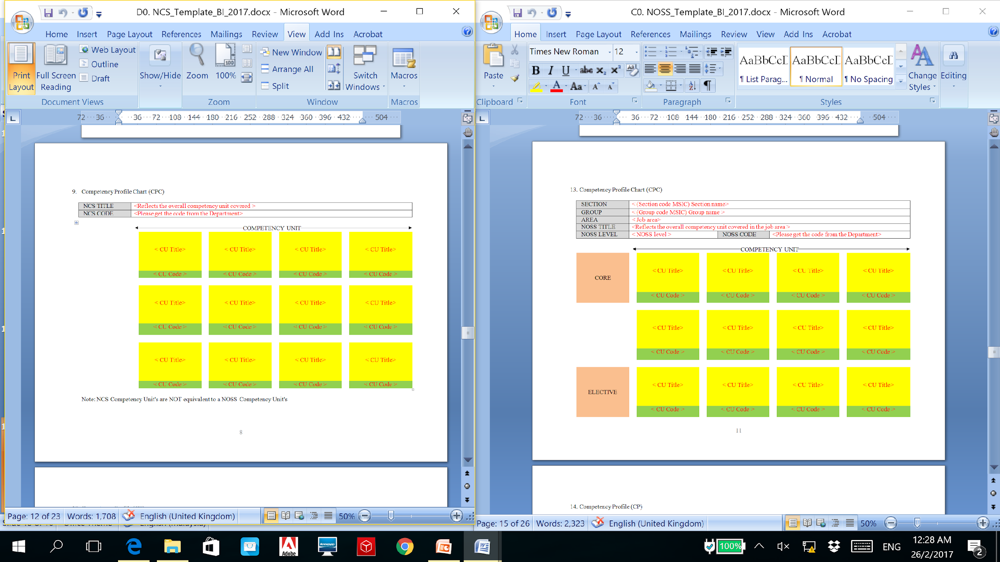 D0. NCS_Template_BI_2017.docx - Microsoft Word
Home Insert Page Layout References Mailings Review View Add Ins Acrobat
Print Layout
Full Screen Reading
Web Layout
Outline
Draft
Document Views
Show/Hide
Zoom
100%
Zoom
New Window
Arrange All
Split
Switch Windows
Window
Macros
Macros
72 36 36 72 108 144 180 216 252 288 324 360 396 432 504
9. Competency Profile Chart (CPC)
NCS TITLE <Reflects the overall competency unit covered >
NCS CODE <Please get the code from the Department>
COMPETENCY UNIT
< CU Title> < CU Title> < CU Title> < CU Title>
< CU Code > < CU Code > < CU Code > < CU Code >
< CU Title> < CU Title> < CU Title> < CU Title>
< CU Code > < CU Code > < CU Code > < CU Code >
< CU Title> < CU Title> < CU Title> < CU Title>
< CU Code > < CU Code > < CU Code > < CU Code >
Note: NCS Competency Unit's are NOT equivalent to a NOSS Competency Unit's
8
Page: 12 of 23 Words: 1,708 English (United Kingdom) 50%
C0. NOSS_Template_BI_2017.docx - Microsoft Word
Home Insert Page Layout References Mailings Review View Add Ins Acrobat
Paste
Clipboard
Times New Roman 12
B I U abc x₂ x²
A Aa A A
Font
Paragraph
AaBbCcD AaBbCcD AaBbCcD
¶ List Parag... ¶ Normal ¶ No Spacing
Change Styles
Styles
Editing
72 36 36 72 108 144 180 216 252 288 324 360 396 432 504
13. Competency Profile Chart (CPC)
SECTION < (Section code MSIC) Section name>
GROUP < (Group code MSIC) Group name >
AREA < Job area>
NOSS TITLE <Reflects the overall competency unit covered in the job area >
NOSS LEVEL < NOSS level > NOSS CODE <Please get the code from the Department>
COMPETENCY UNIT
CORE
< CU Title> < CU Title> < CU Title> < CU Title>
< CU Code > < CU Code > < CU Code > < CU Code >
< CU Title> < CU Title> < CU Title> < CU Title>
< CU Code > < CU Code > < CU Code > < CU Code >
ELECTIVE
< CU Title> < CU Title> < CU Title> < CU Title>
< CU Code > < CU Code > < CU Code > < CU Code >
11
14. Competency Profile (CP)
Page: 15 of 26 Words: 2,323 English (United Kingdom) 50%
Adobe
lenovo
100%
ENG
12:28 AM
26/2/2017
2